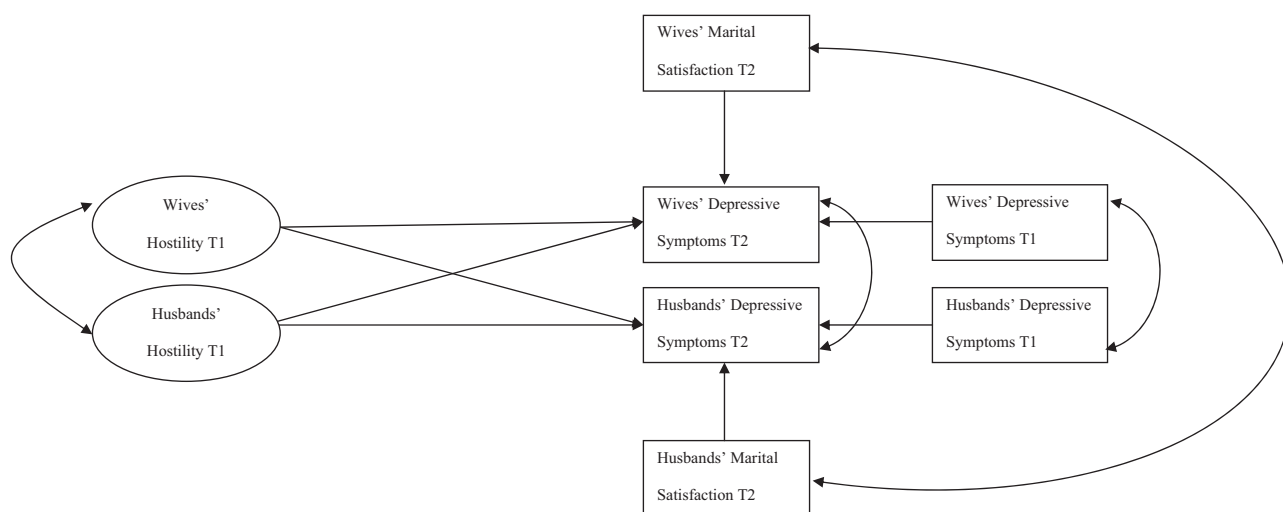 Wives’ Marital
Satisfaction T2
Wives’
Hostility T1
Wives’ Depressive
Symptoms T2
Wives’ Depressive
Symptoms T1
Husbands’
Hostility T1
Husbands’ Depressive
Symptoms T2
Husbands’ Depressive
Symptoms T1
Husbands’ Marital
Satisfaction T2